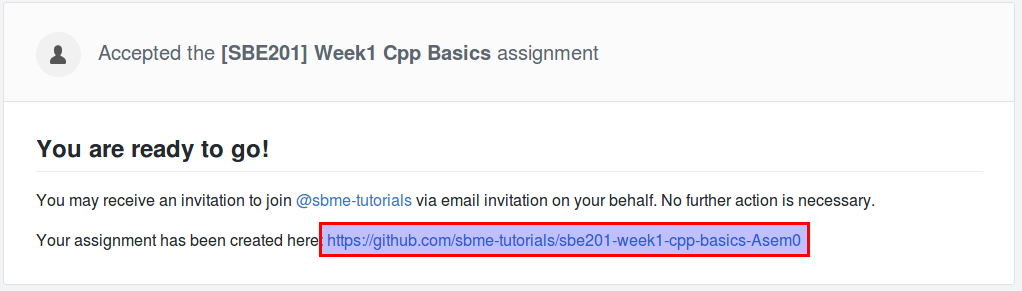 Accepted the [SBE201] Week1 Cpp Basics assignment
You are ready to go!
You may receive an invitation to join @sbme-tutorials via email invitation on your behalf. No further action is necessary.
Your assignment has been created here: https://github.com/sbme-tutorials/sbe201-week1-cpp-basics-Asem0